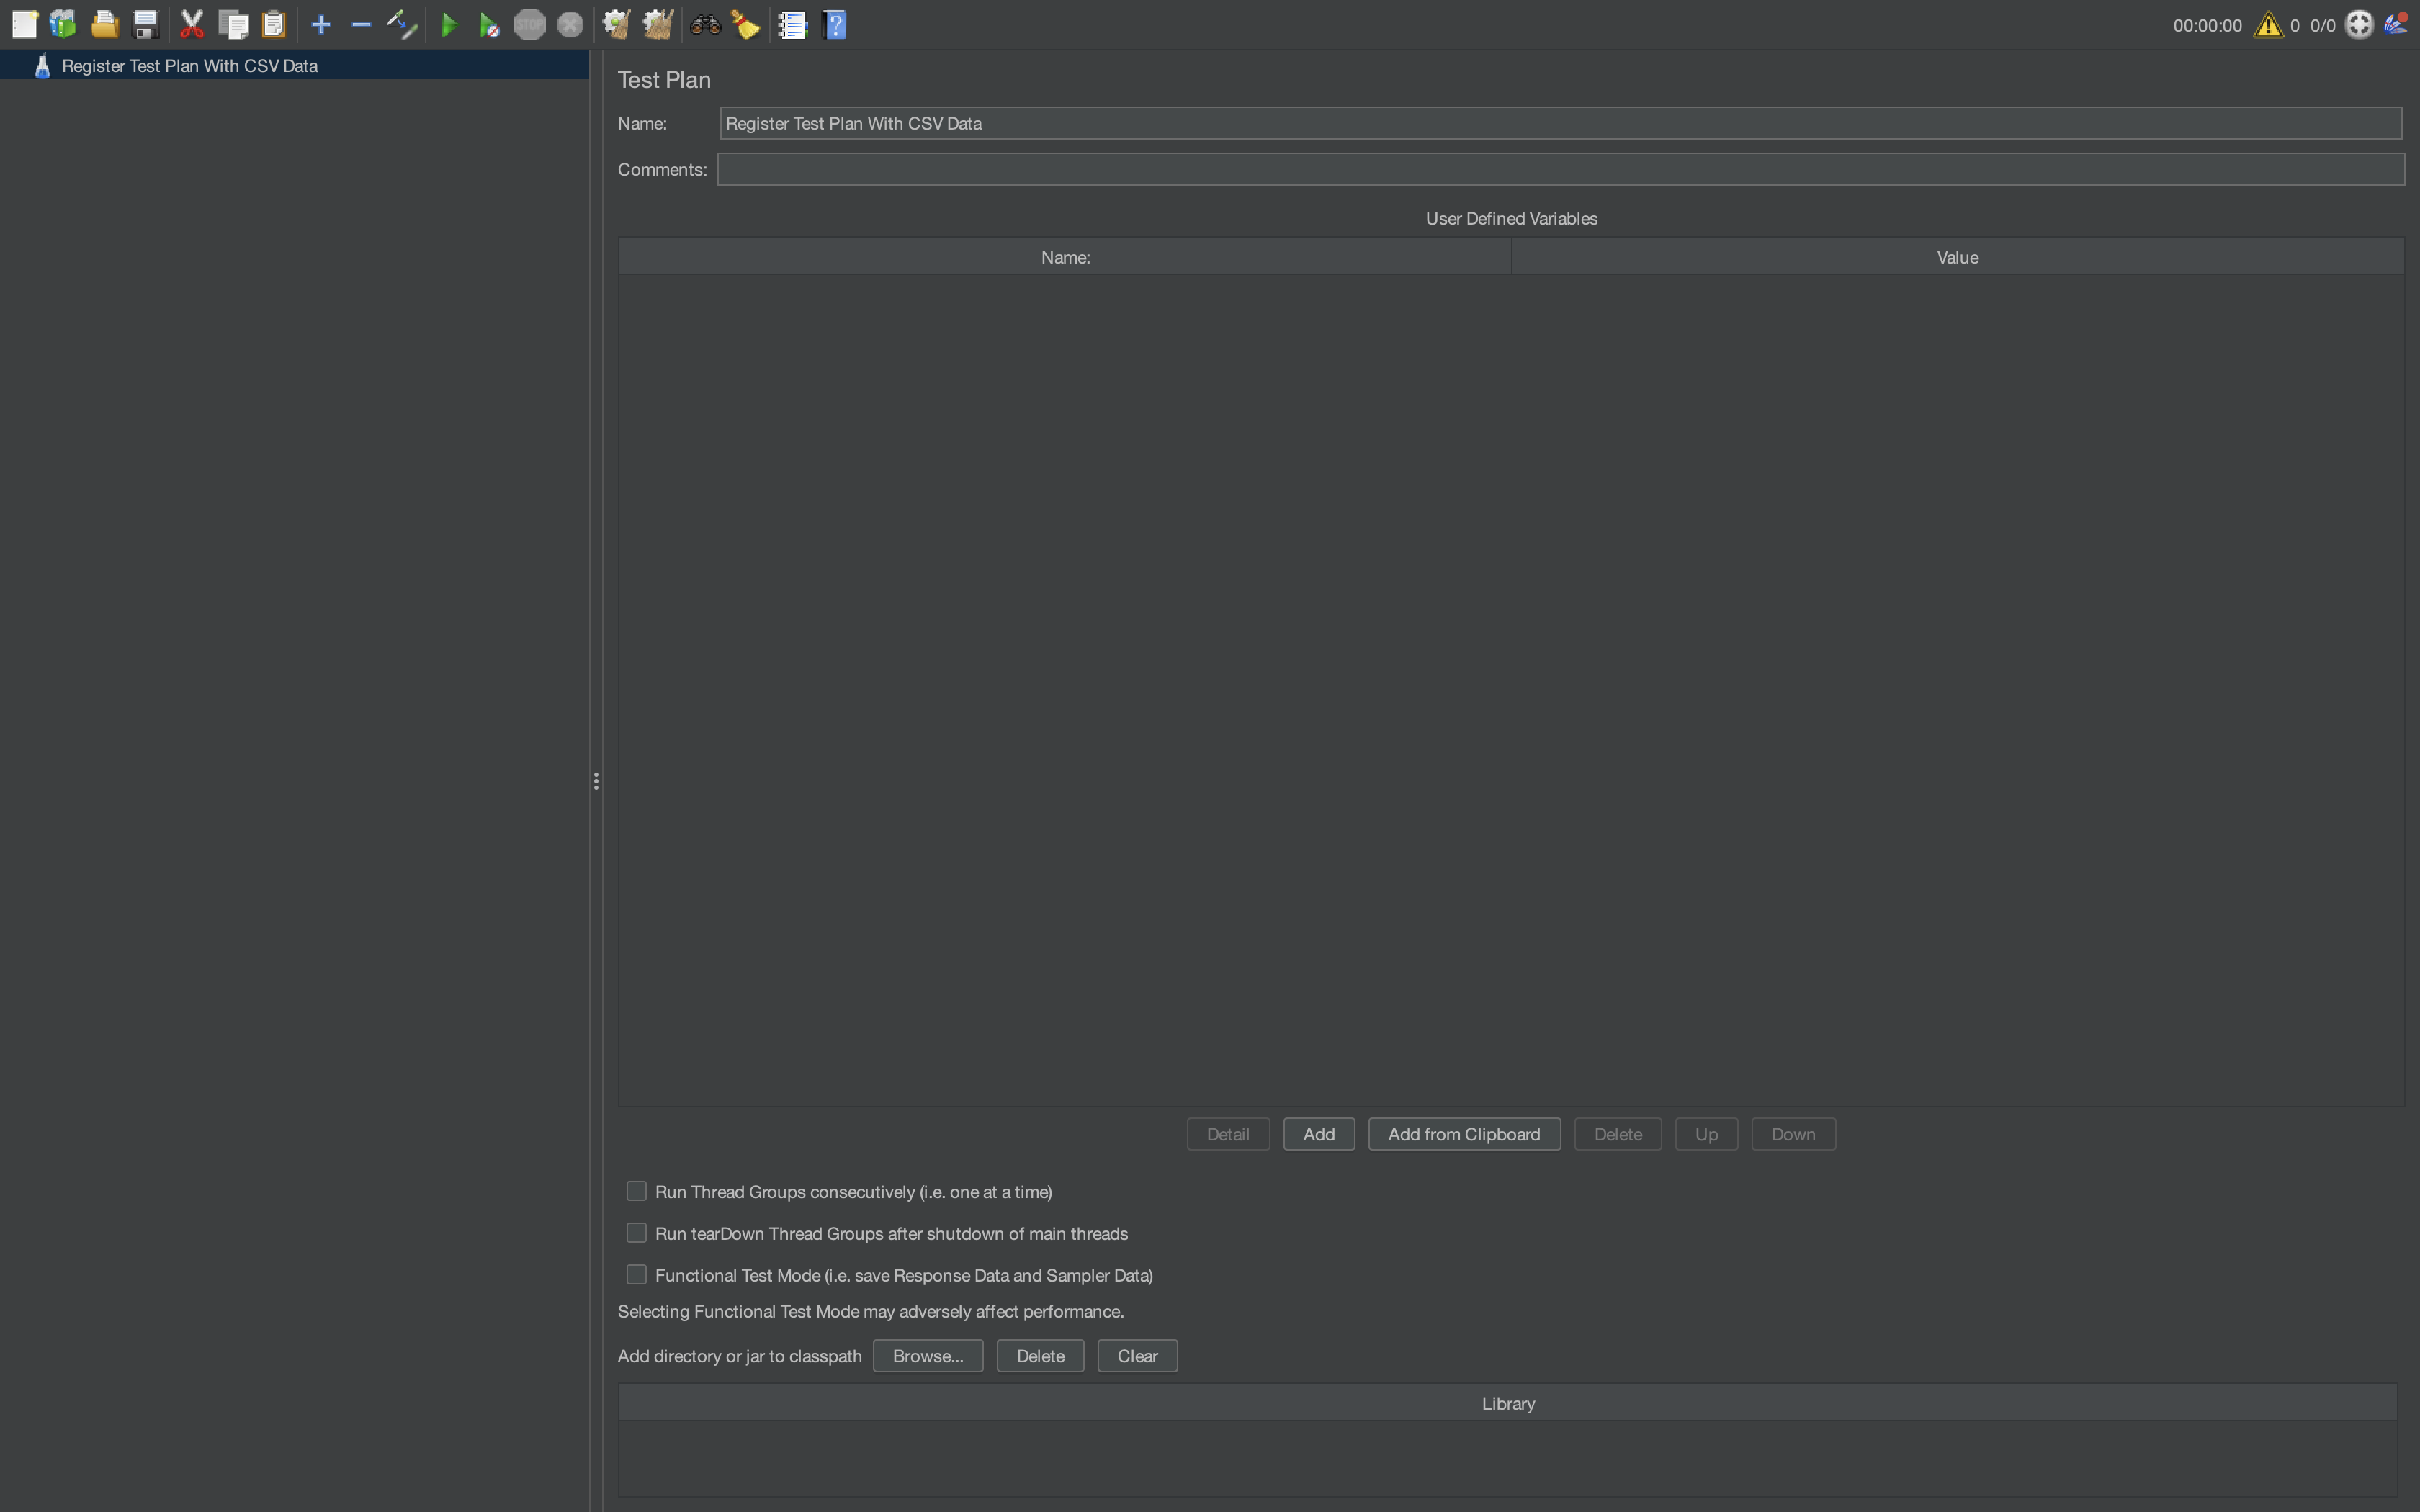 STOP
?
00:00:00
0
0/0
Register Test Plan With CSV Data
Test Plan
Name:
Register Test Plan With CSV Data
Comments:
User Defined Variables
Name:
Value
Detail
Add
Add from Clipboard
Delete
Up
Down
Run Thread Groups consecutively (i.e. one at a time)
Run tearDown Thread Groups after shutdown of main threads
Functional Test Mode (i.e. save Response Data and Sampler Data)
Selecting Functional Test Mode may adversely affect performance.
Add directory or jar to classpath
Browse...
Delete
Clear
Library